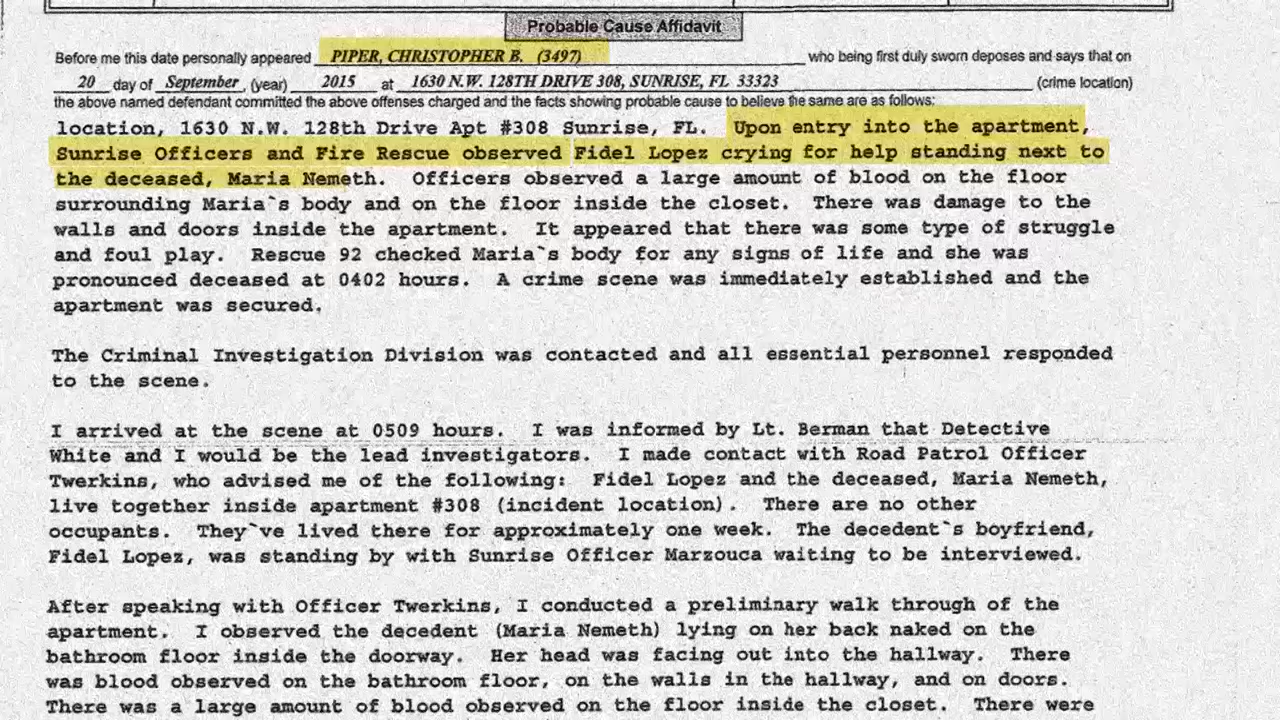 Probable Cause Affidavit
Before me this date personally appeared PIPER, CHRISTOPHER B. (3497) who being first duly sworn deposes and says that on
20 day of September (year) 2015 at 1630 N.W. 128TH DRIVE 308, SUNRISE, FL 33323 (crime location)
the above named defendant committed the above offenses charged and the facts showing probable cause to believe the same are as follows:
location, 1630 N.W. 128th Drive Apt #308 Sunrise, FL. Upon entry into the apartment,
Sunrise Officers and Fire Rescue observed Fidel Lopez crying for help standing next to
the deceased, Maria Nemeth. Officers observed a large amount of blood on the floor
surrounding Maria`s body and on the floor inside the closet. There was damage to the
walls and doors inside the apartment. It appeared that there was some type of struggle
and foul play. Rescue 92 checked Maria`s body for any signs of life and she was
pronounced deceased at 0402 hours. A crime scene was immediately established and the
apartment was secured.
The Criminal Investigation Division was contacted and all essential personnel responded
to the scene.
I arrived at the scene at 0509 hours. I was informed by Lt. Berman that Detective
White and I would be the lead investigators. I made contact with Road Patrol Officer
Twerkins, who advised me of the following: Fidel Lopez and the deceased, Maria Nemeth,
live together inside apartment #308 (incident location). There are no other
occupants. They`ve lived there for approximately one week. The decedent`s boyfriend,
Fidel Lopez, was standing by with Sunrise Officer Marzouca waiting to be interviewed.
After speaking with Officer Twerkins, I conducted a preliminary walk through of the
apartment. I observed the decedent (Maria Nemeth) lying on her back naked on the
bathroom floor inside the doorway. Her head was facing out into the hallway. There
was blood observed on the bathroom floor, on the walls in the hallway, and on doors.
There was a large amount of blood observed on the floor inside the closet. There were